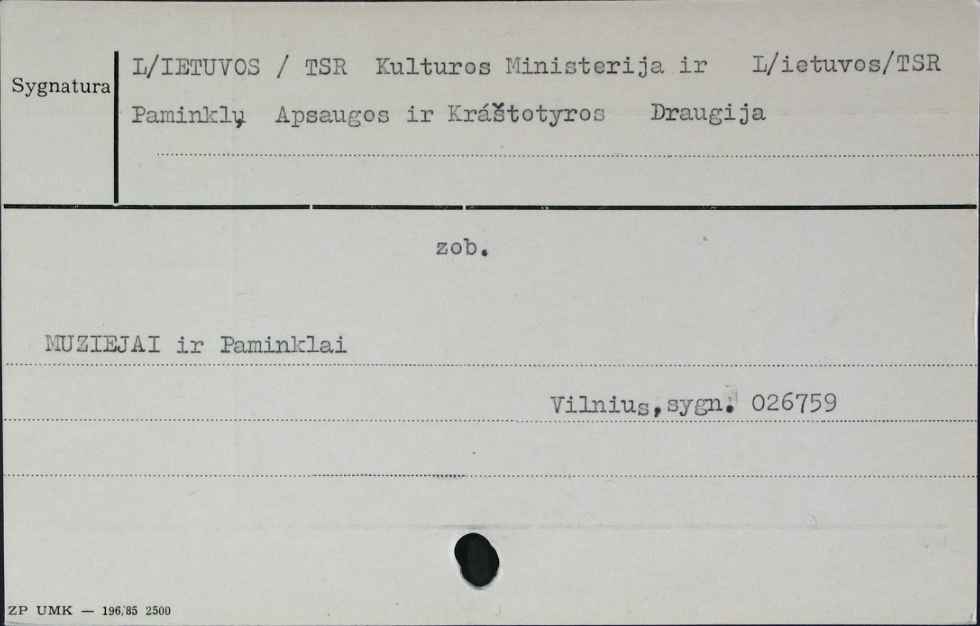 Sygnatura
L/IETUVOS / TSR Kulturos Ministerija ir L/ietuvos/TSR
Paminklų Apsaugos ir Kráštotyros Draugija
zob.
MUZIEJAI ir Paminklai
Vilnius,sygn. 026759
ZP UMK — 196/85 2500